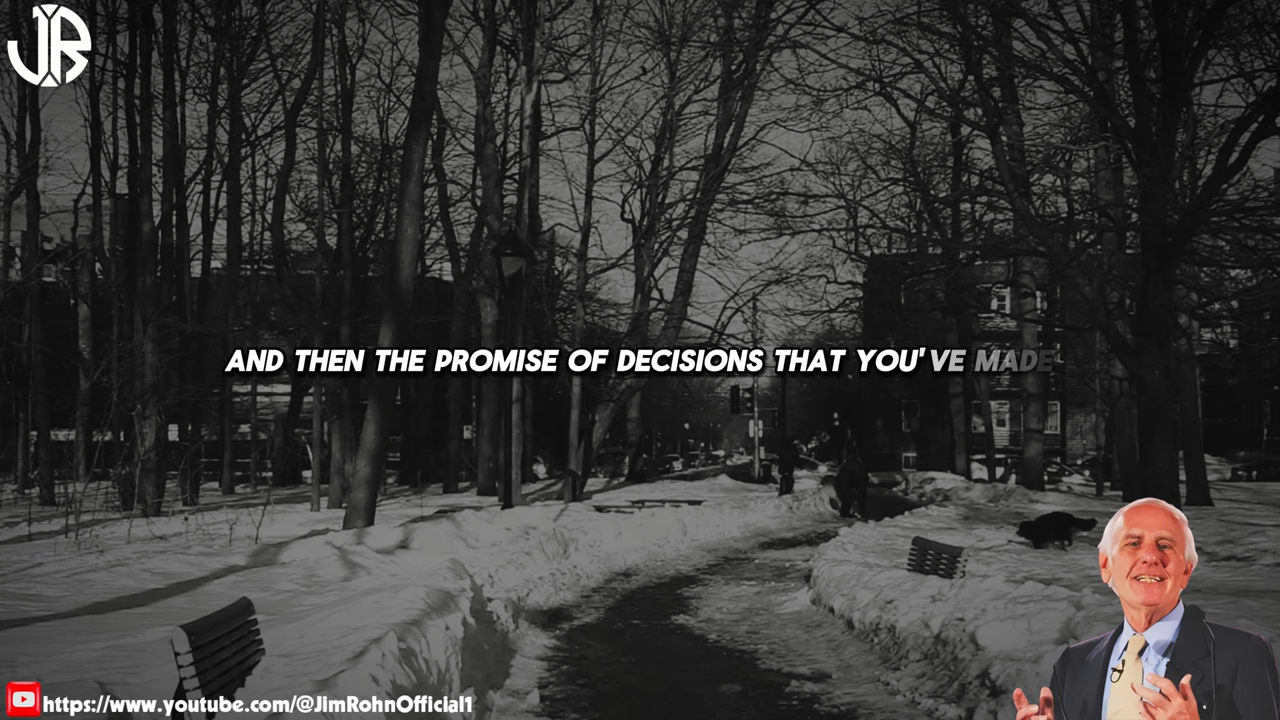 JR
AND THEN THE PROMISE OF DECISIONS THAT YOU'VE MADE
https://www.youtube.com/@JimRohnOfficial1